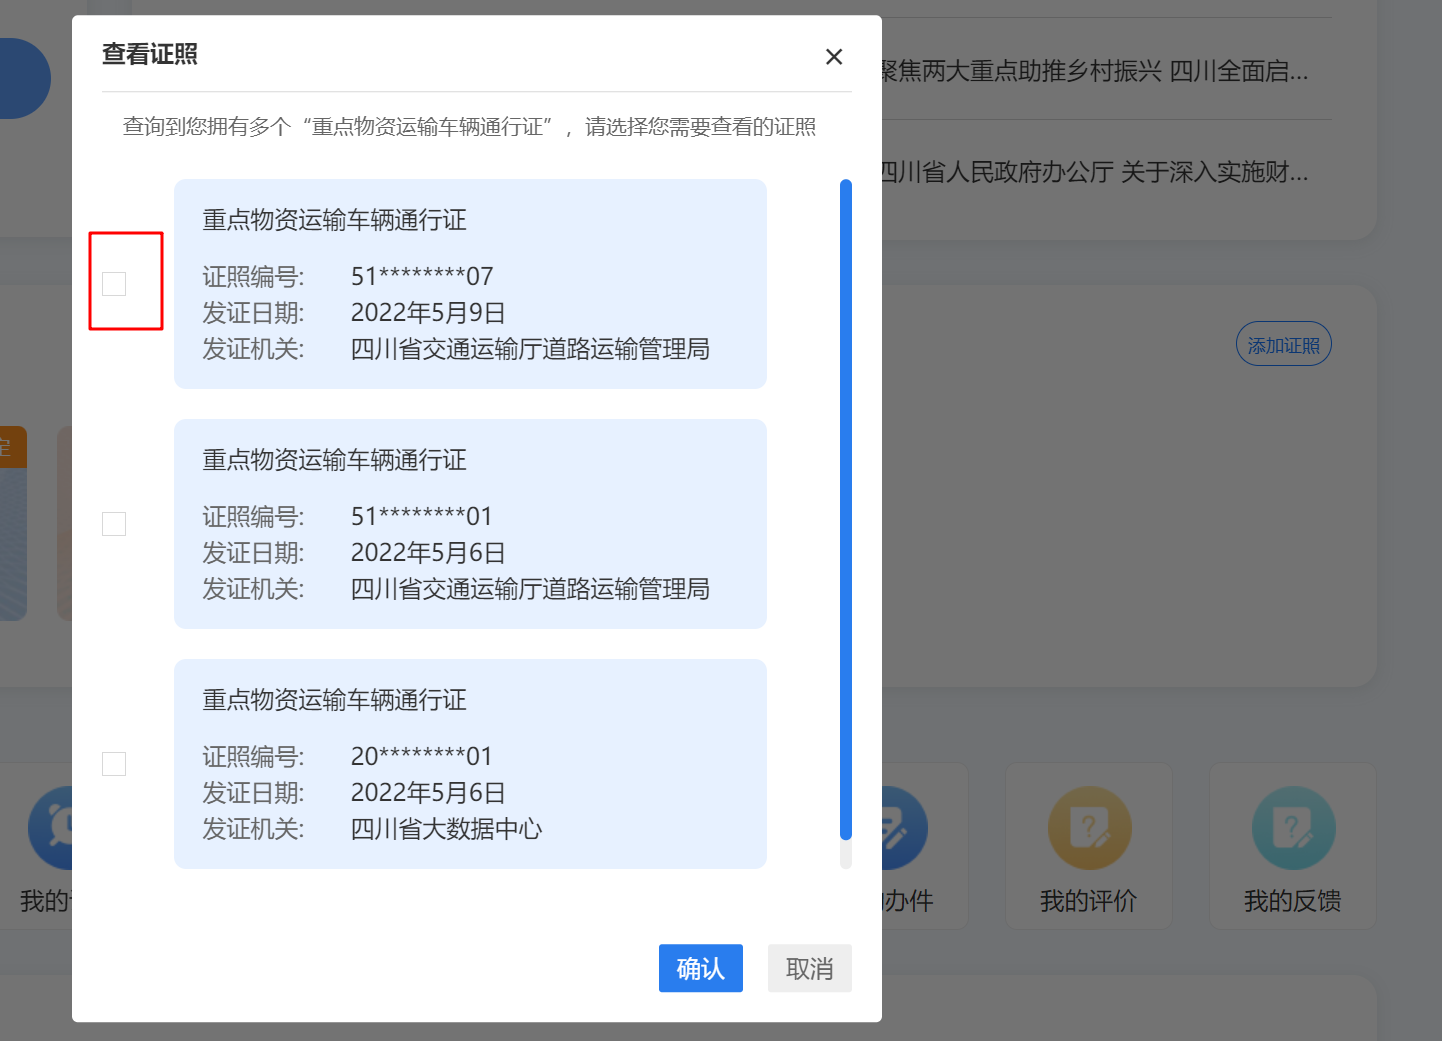 查看证照
查询到您拥有多个“重点物资运输车辆通行证”，请选择您需要查看的证照
重点物资运输车辆通行证
证照编号: 51********07
发证日期: 2022年5月9日
发证机关: 四川省交通运输厅道路运输管理局
重点物资运输车辆通行证
证照编号: 51********01
发证日期: 2022年5月6日
发证机关: 四川省交通运输厅道路运输管理局
重点物资运输车辆通行证
证照编号: 20********01
发证日期: 2022年5月6日
发证机关: 四川省大数据中心
确认 取消
聚焦两大重点助推乡村振兴 四川全面启...
四川省人民政府办公厅 关于深入实施财...
添加证照
我的
办件
我的评价
我的反馈